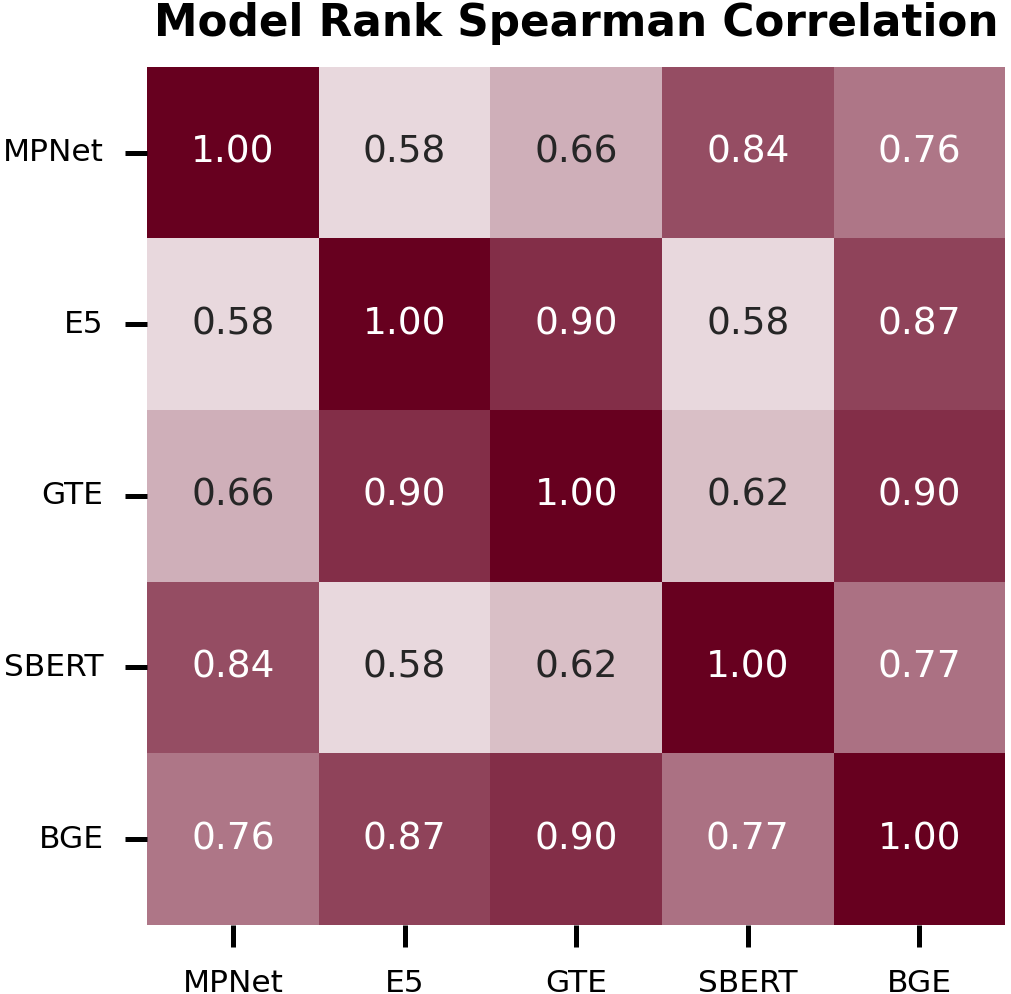 Model Rank Spearman Correlation
MPNet 1.00 0.58 0.66 0.84 0.76
E5 0.58 1.00 0.90 0.58 0.87
GTE 0.66 0.90 1.00 0.62 0.90
SBERT 0.84 0.58 0.62 1.00 0.77
BGE 0.76 0.87 0.90 0.77 1.00
MPNet E5 GTE SBERT BGE